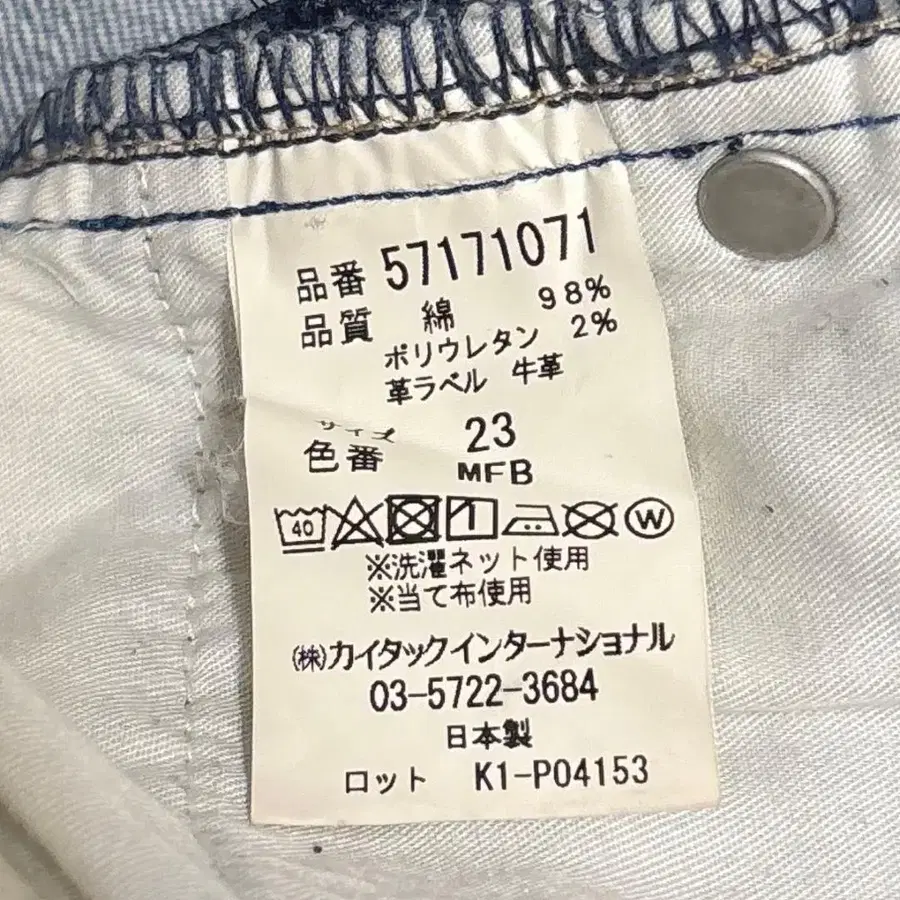 品番 57171071
品質 綿 98%
ポリウレタン 2%
革ラベル 牛革
サイズ 23
色番 MFB
40 W
※洗濯ネット使用
※当て布使用
㈱カイタックインターナショナル
03-5722-3684
日本製
ロット K1-P04153